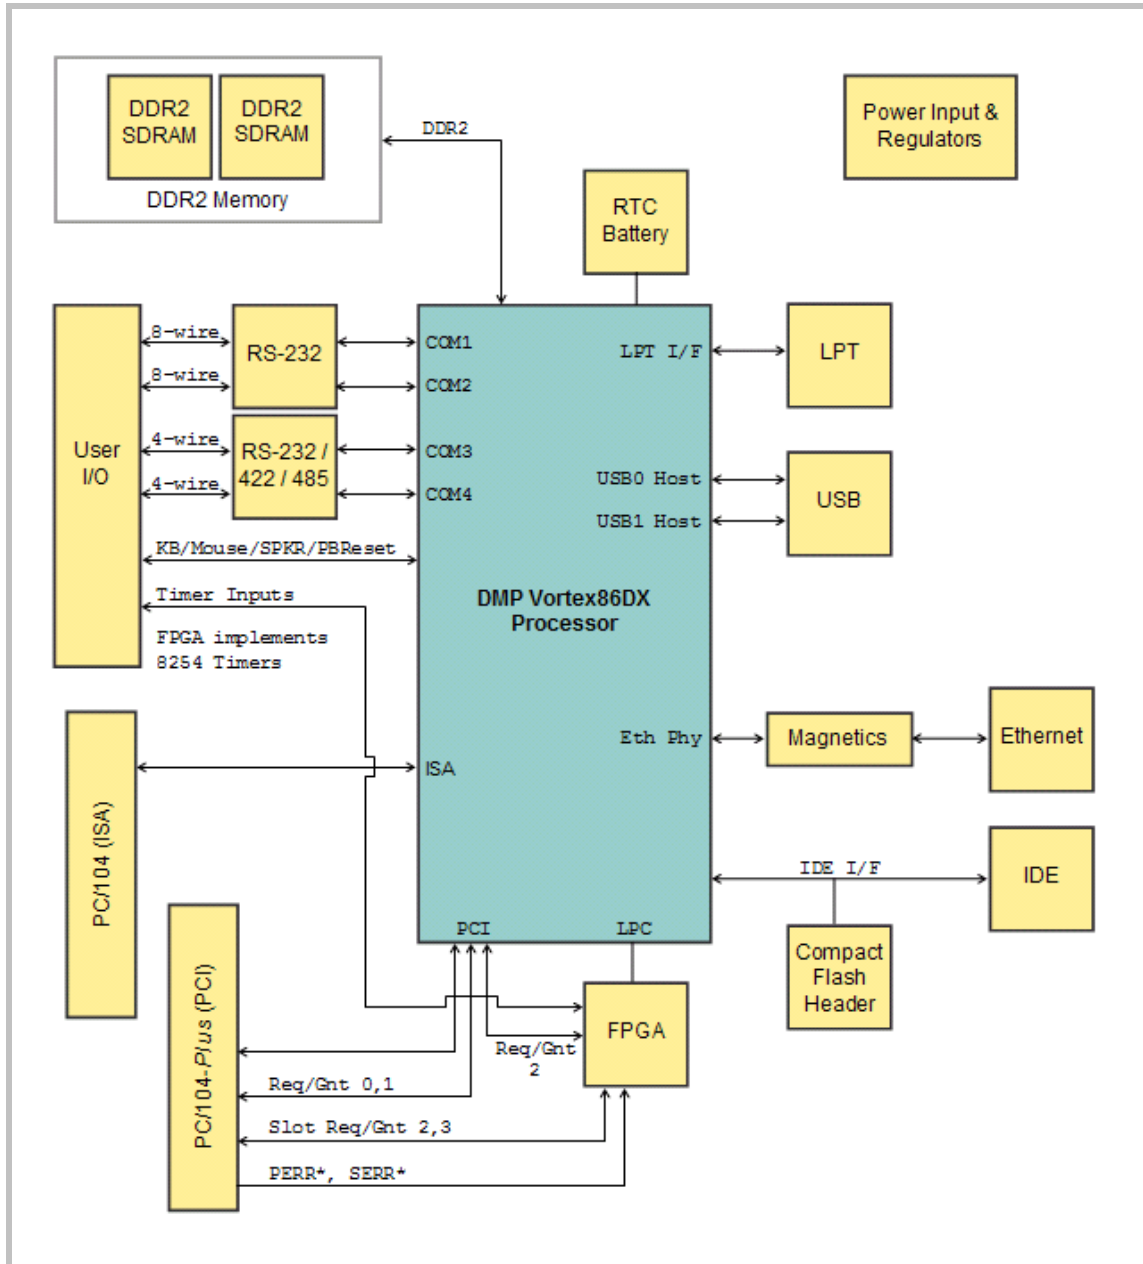 DDR2
SDRAM
DDR2
SDRAM
DDR2 Memory
DDR2
Power Input &
Regulators
RTC
Battery
User
I/O
8-wire
8-wire
RS-232
4-wire
4-wire
RS-232 /
422 / 485
COM1
COM2
COM3
COM4
LPT I/F
LPT
USB0 Host
USB1 Host
USB
KB/Mouse/SPKR/PBReset
Timer Inputs
FPGA implements
8254 Timers
DMP Vortex86DX
Processor
Eth Phy
Magnetics
Ethernet
PC/104 (ISA)
ISA
IDE I/F
IDE
Compact
Flash
Header
PCI
LPC
FPGA
Req/Gnt
2
PC/104-Plus (PCI)
Req/Gnt 0,1
Slot Req/Gnt 2,3
PERR*, SERR*